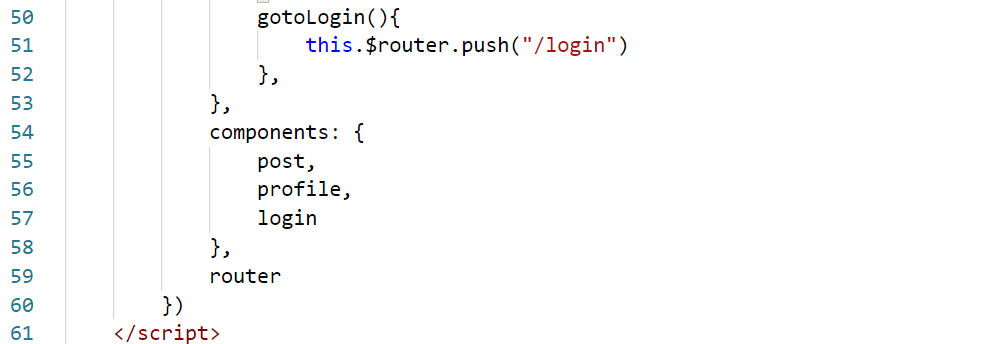 50 gotoLogin(){
51 this.$router.push("/login")
52 },
53 },
54 components: {
55 post,
56 profile,
57 login
58 },
59 router
60 })
61 </script>